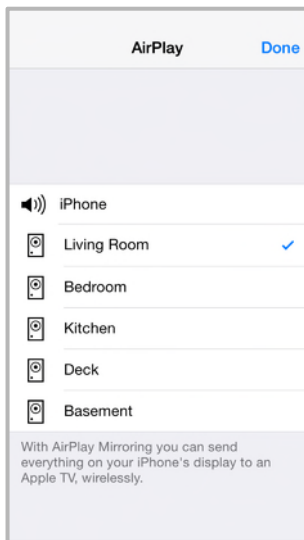 AirPlay Done
iPhone
Living Room
Bedroom
Kitchen
Deck
Basement
With AirPlay Mirroring you can send
everything on your iPhone's display to an
Apple TV, wirelessly.